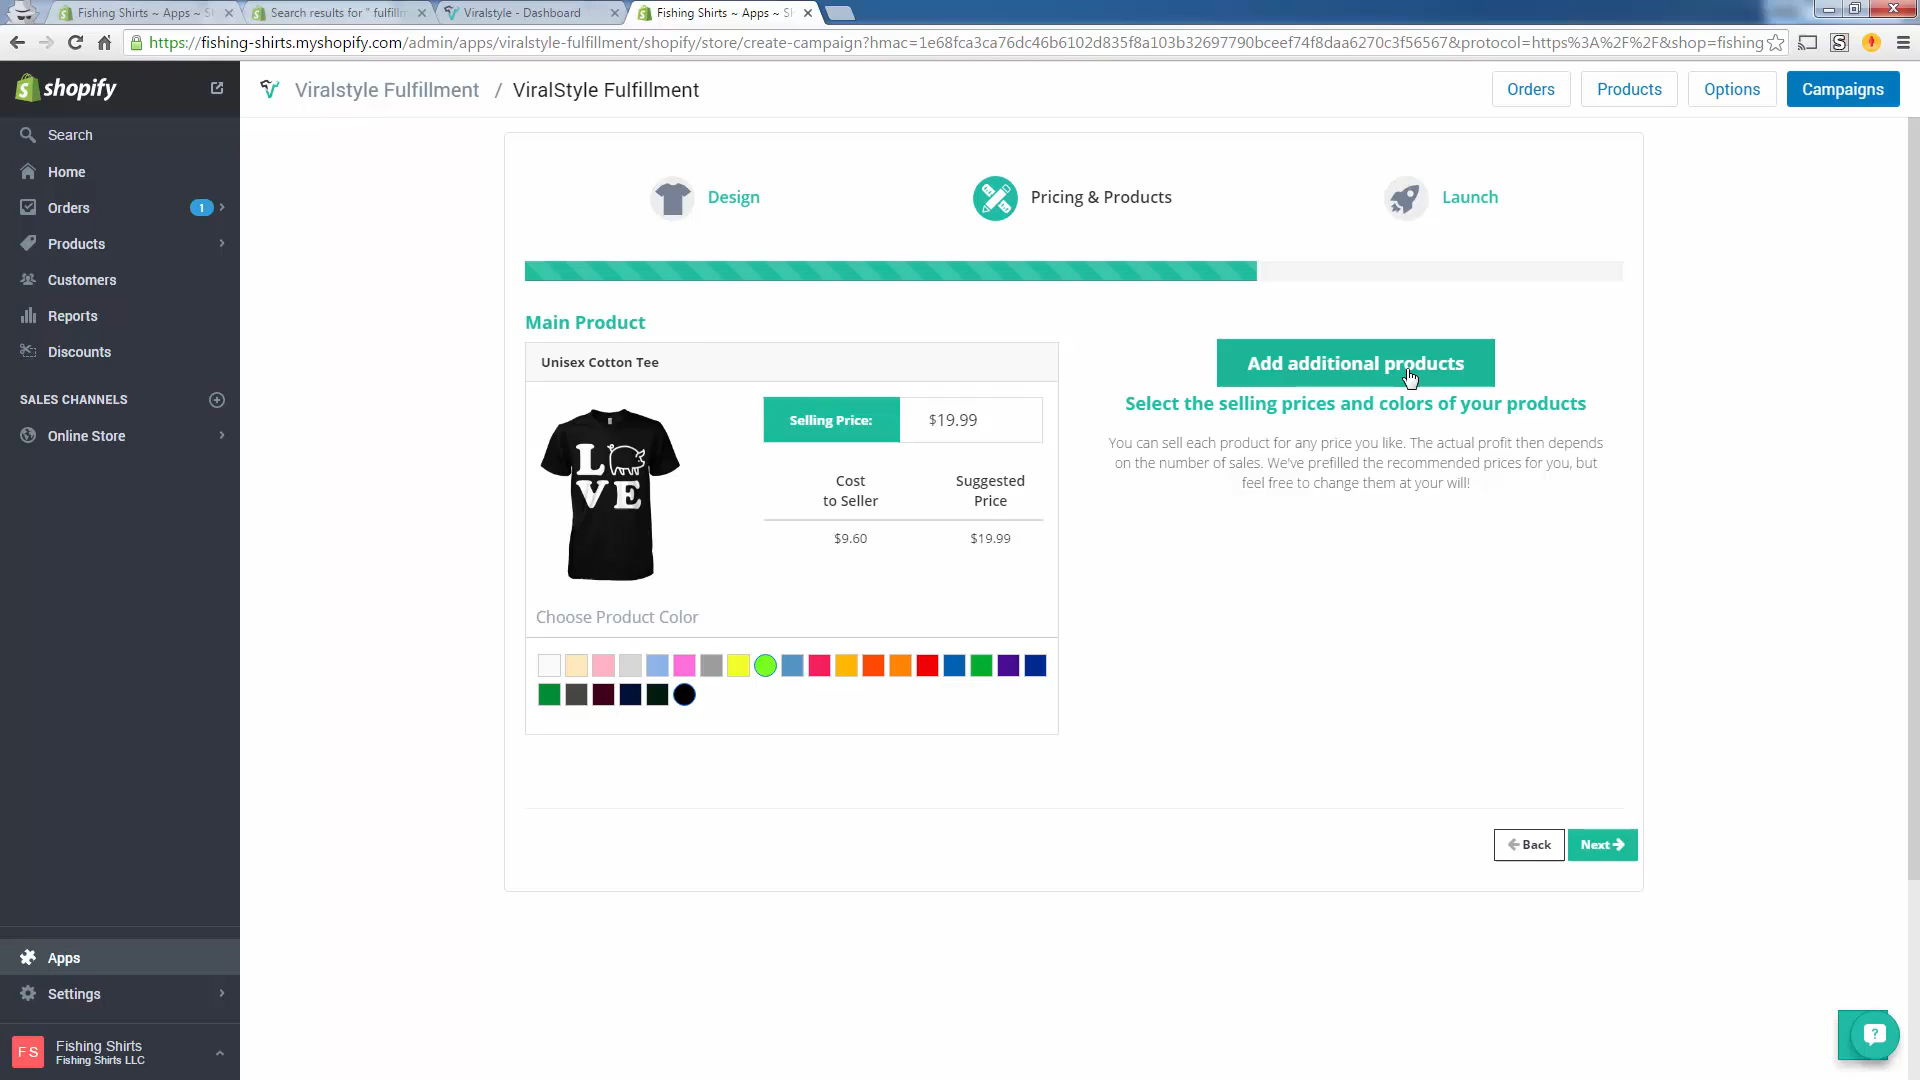 Fishing Shirts ~ Apps ~ S
Search results for " fulfill
Viralstyle - Dashboard
Fishing Shirts ~ Apps ~ S
https://fishing-shirts.myshopify.com/admin/apps/viralstyle-fulfillment/shopify/store/create-campaign?hmac=1e68fca3ca76dc46b6102d835f8a103b32697790bceef74f8daa6270c3f56567&protocol=https%3A%2F%2F&shop=fishing
shopify
Viralstyle Fulfillment / ViralStyle Fulfillment
Orders
Products
Options
Campaigns
Search
Home
Orders 1
Products
Customers
Reports
Discounts
SALES CHANNELS
Online Store
Apps
Settings
FS
Fishing Shirts
Fishing Shirts LLC
Design
Pricing & Products
Launch
Main Product
Unisex Cotton Tee
LO
VE
Selling Price:
$19.99
Cost
to Seller
Suggested
Price
$9.60
$19.99
Choose Product Color
Add additional products
Select the selling prices and colors of your products
You can sell each product for any price you like. The actual profit then depends
on the number of sales. We've prefilled the recommended prices for you, but
feel free to change them at your will!
Back
Next